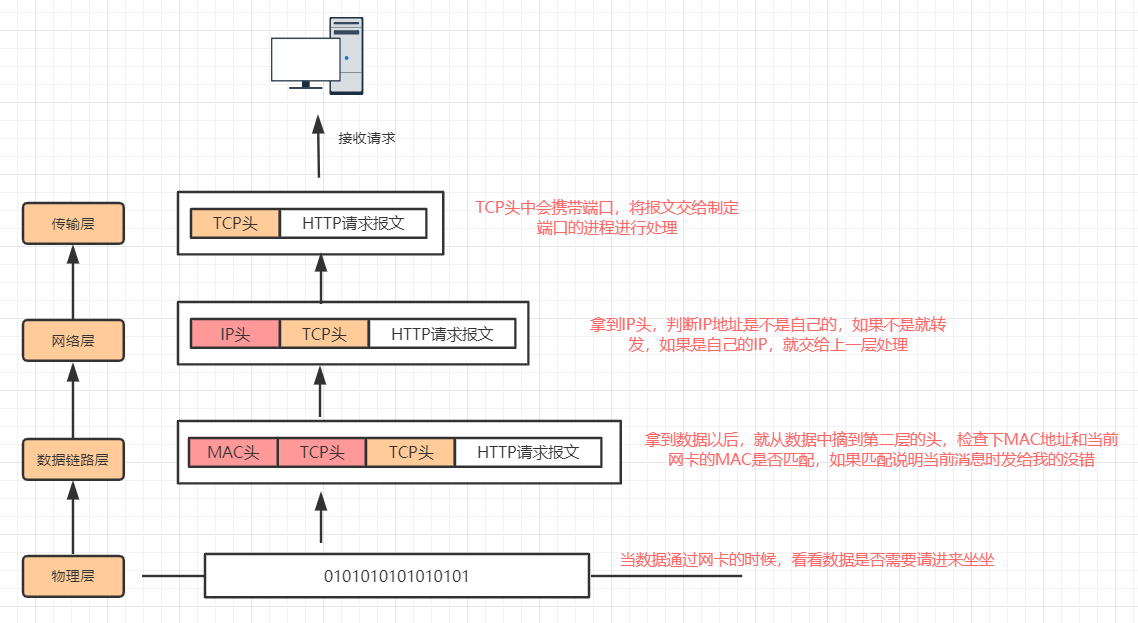 接收请求
传输层
TCP头
HTTP请求报文
TCP头中会携带端口，将报文交给制定
端口的进程进行处理
网络层
IP头
TCP头
HTTP请求报文
拿到IP头，判断IP地址是不是自己的，如果不是就转
发，如果是自己的IP，就交给上一层处理
数据链路层
MAC头
TCP头
TCP头
HTTP请求报文
拿到数据以后，就从数据中摘到第二层的头，检查下MAC地址和当前
网卡的MAC是否匹配，如果匹配说明当前消息时发给我的没错
物理层
0101010101010101
当数据通过网卡的时候，看看数据是否需要请进来坐坐